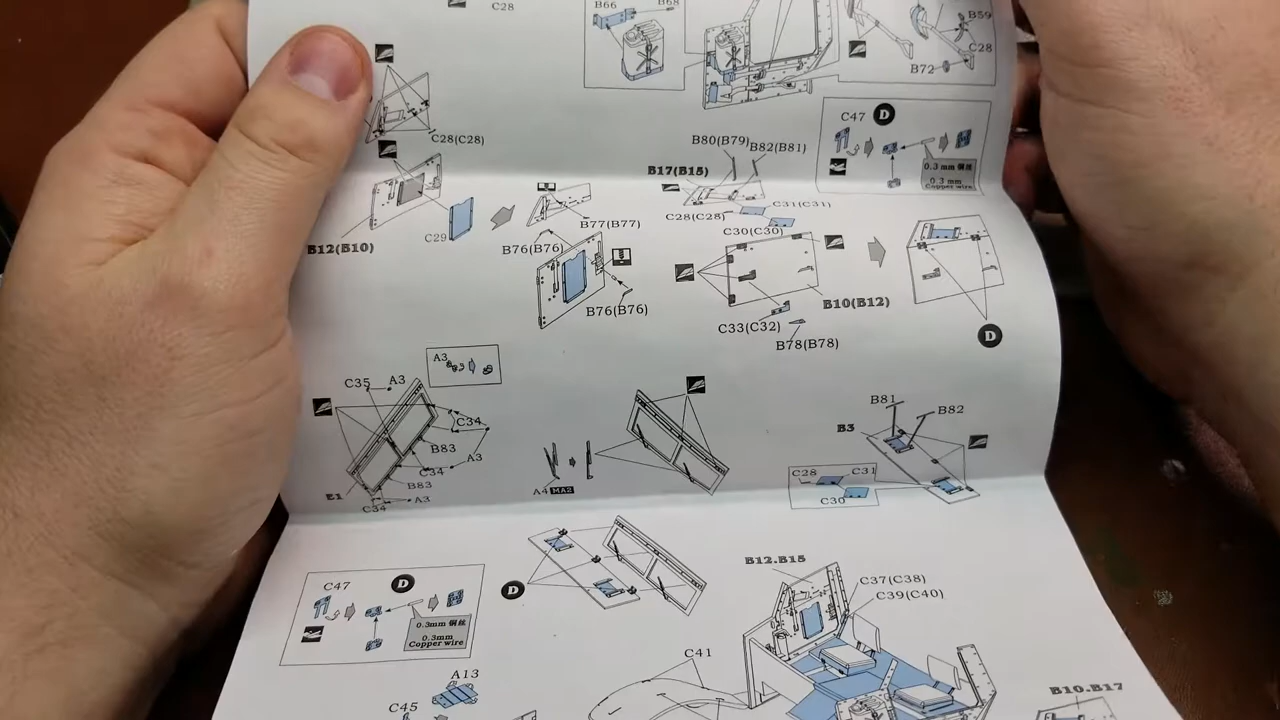 C28
B66
B68
B59
C28
B72
C28(C28)
C47
D
0.3 mm 铜丝
0.3 mm
Copper wire
B80(B79)
B82(B81)
B17(B15)
C31(C31)
C28(C28)
C30(C30)
B77(B77)
C29
B12(B10)
B76(B76)
B76(B76)
B10(B12)
C33(C32)
B78(B78)
D
A3
C35
A3
C34
B83
A3
C34
B83
A3
C34
E1
A4 MA2
B81
B82
B3
C28
C31
C30
D
B12.B15
C37(C38)
C39(C40)
C47
D
0.3mm 铜丝
0.3mm
Copper wire
C41
A13
C45
B10.B17